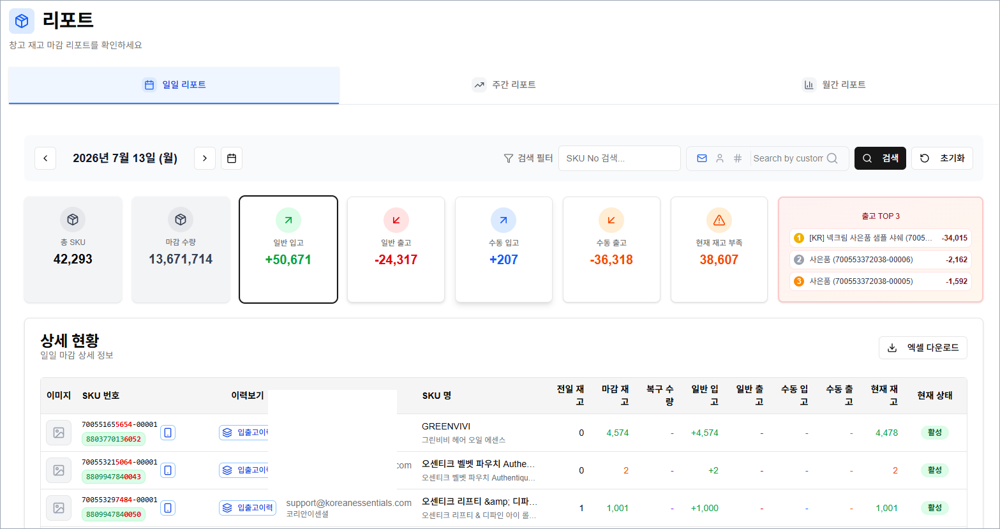 리포트
창고 재고 마감 리포트를 확인하세요
일일 리포트
주간 리포트
월간 리포트
2026년 7월 13일 (월)
검색 필터
SKU No 검색...
Search by custom
검색
초기화
총 SKU
42,293
마감 수량
13,671,714
일반 입고
+50,671
일반 출고
-24,317
수동 입고
+207
수동 출고
-36,318
현재 재고 부족
38,607
출고 TOP 3
1 [KR] 넥크림 사은품 샘플 샤쉐 (7005... -34,015
2 사은품 (700553372038-00006) -2,162
3 사은품 (700553372038-00005) -1,592
상세 현황
일일 마감 상세 정보
엑셀 다운로드
이미지 SKU 번호 이력보기 SKU 명 전일 재고 마감 재고 복구 수량 일반 입고 일반 출고 수동 입고 수동 출고 현재 재고 현재 상태
700551655654-00001
8803770136052
입출고이
GREENVIVI
그린비비 헤어 오일 에센스
0 4,574 - +4,574 - - - 4,478 활성
700553215064-00001
8809947840043
입출고이
com
오센티크 벨벳 파우치 Authe...
오센티크 벨벳 파우치 Authentiqu...
0 2 - +2 - - - 2 활성
700553297484-00001
8809947840050
입출고이력
support@koreanessentials.com
코리안이센셜
오센티크 리프티 &amp; 디파...
오센티크 리프티 & 디파인 아이 롤...
1 1,001 - +1,000 - - - 1,001 활성